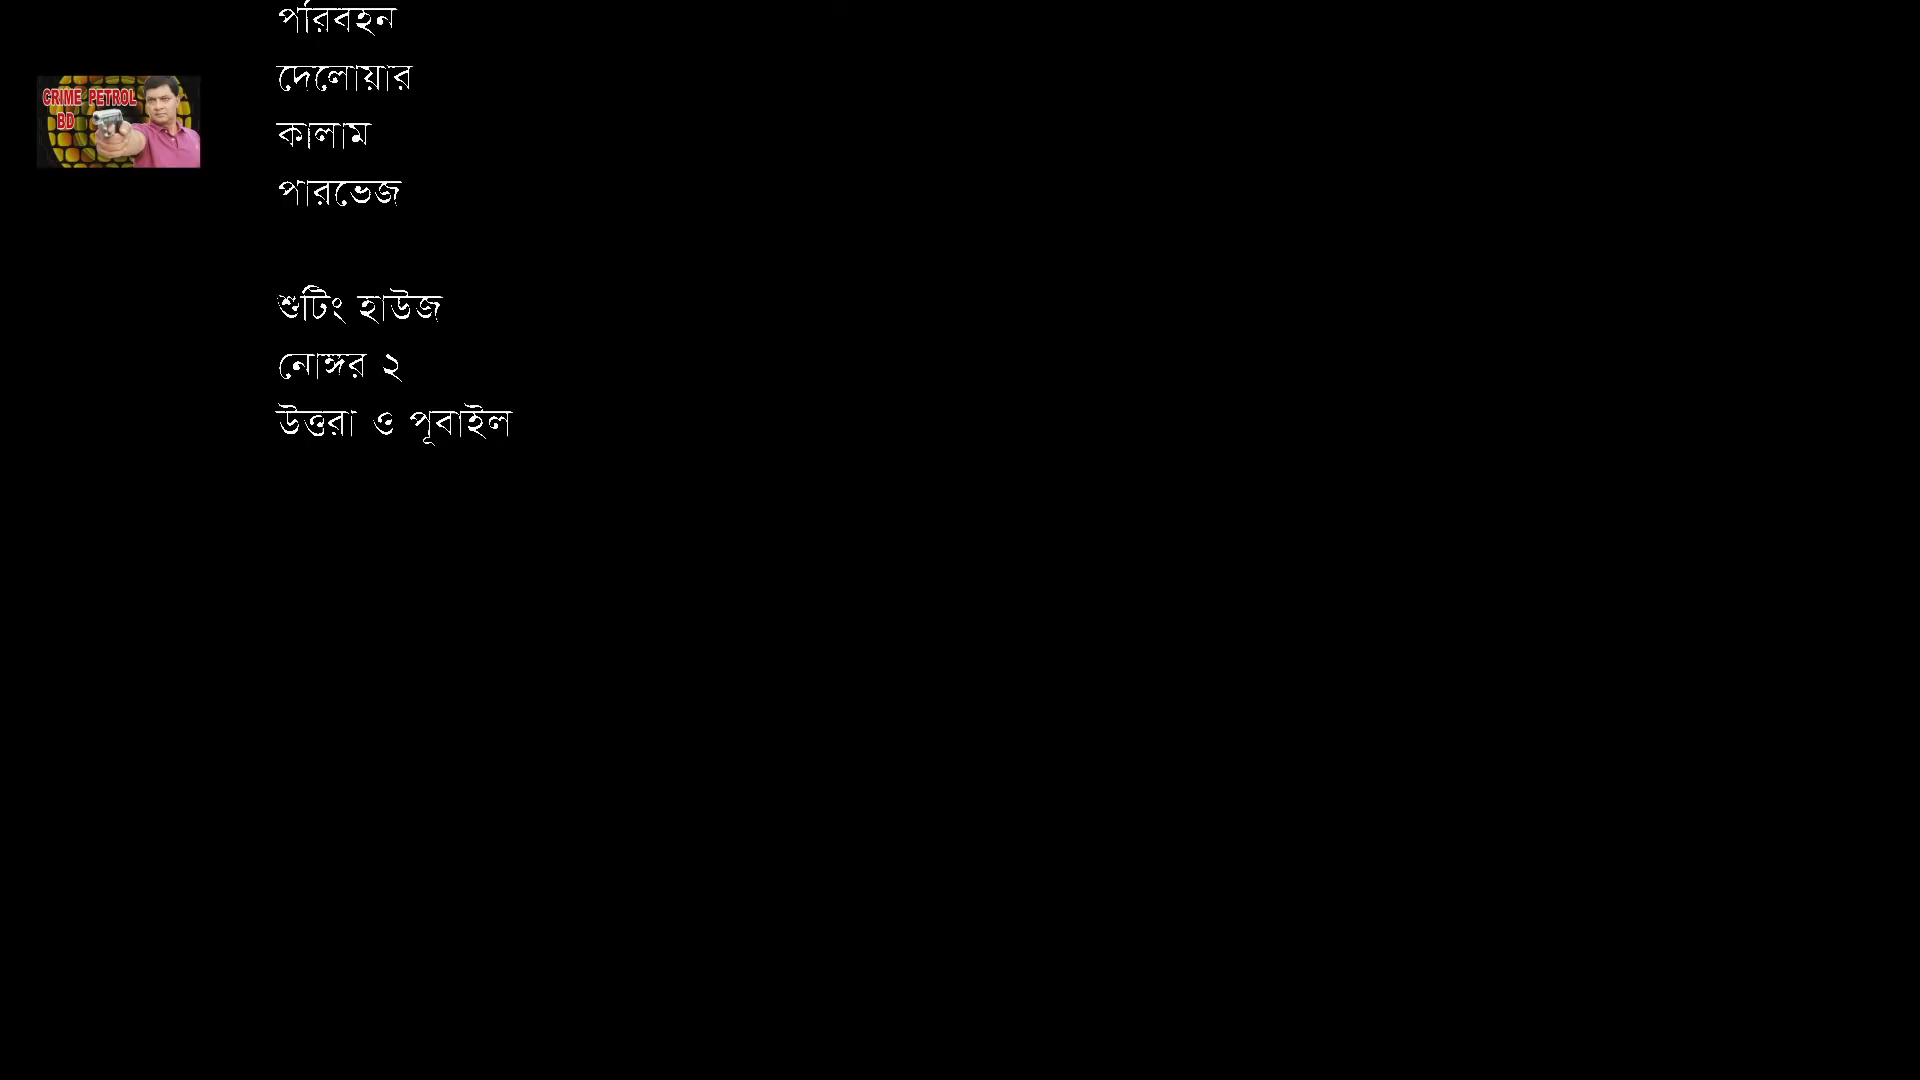 পরিবহন
দেলোয়ার
কালাম
পারভেজ
শুটিং হাউজ
নোঙ্গর ২
উত্তরা ও পূবাইল
CRIME PETROL
BD